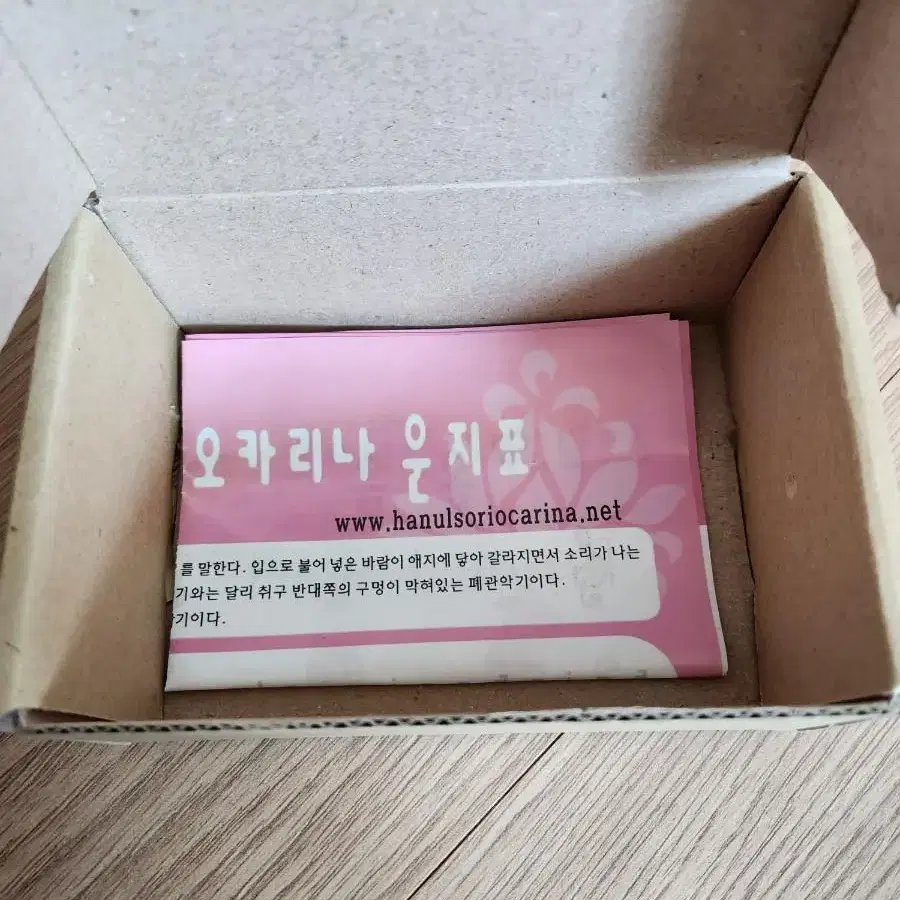 오카리나 운지표
www.hanulsoriocarina.net
를 말한다. 입으로 불어 넣은 바람이 애지에 닿아 갈라지면서 소리가 나는
기와는 달리 취구 반대쪽의 구멍이 막혀있는 폐관악기이다.
기이다.